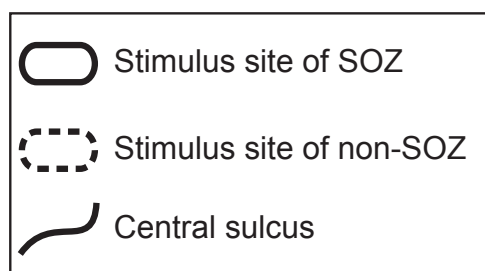 Stimulus site of SOZ
Stimulus site of non-SOZ
Central sulcus